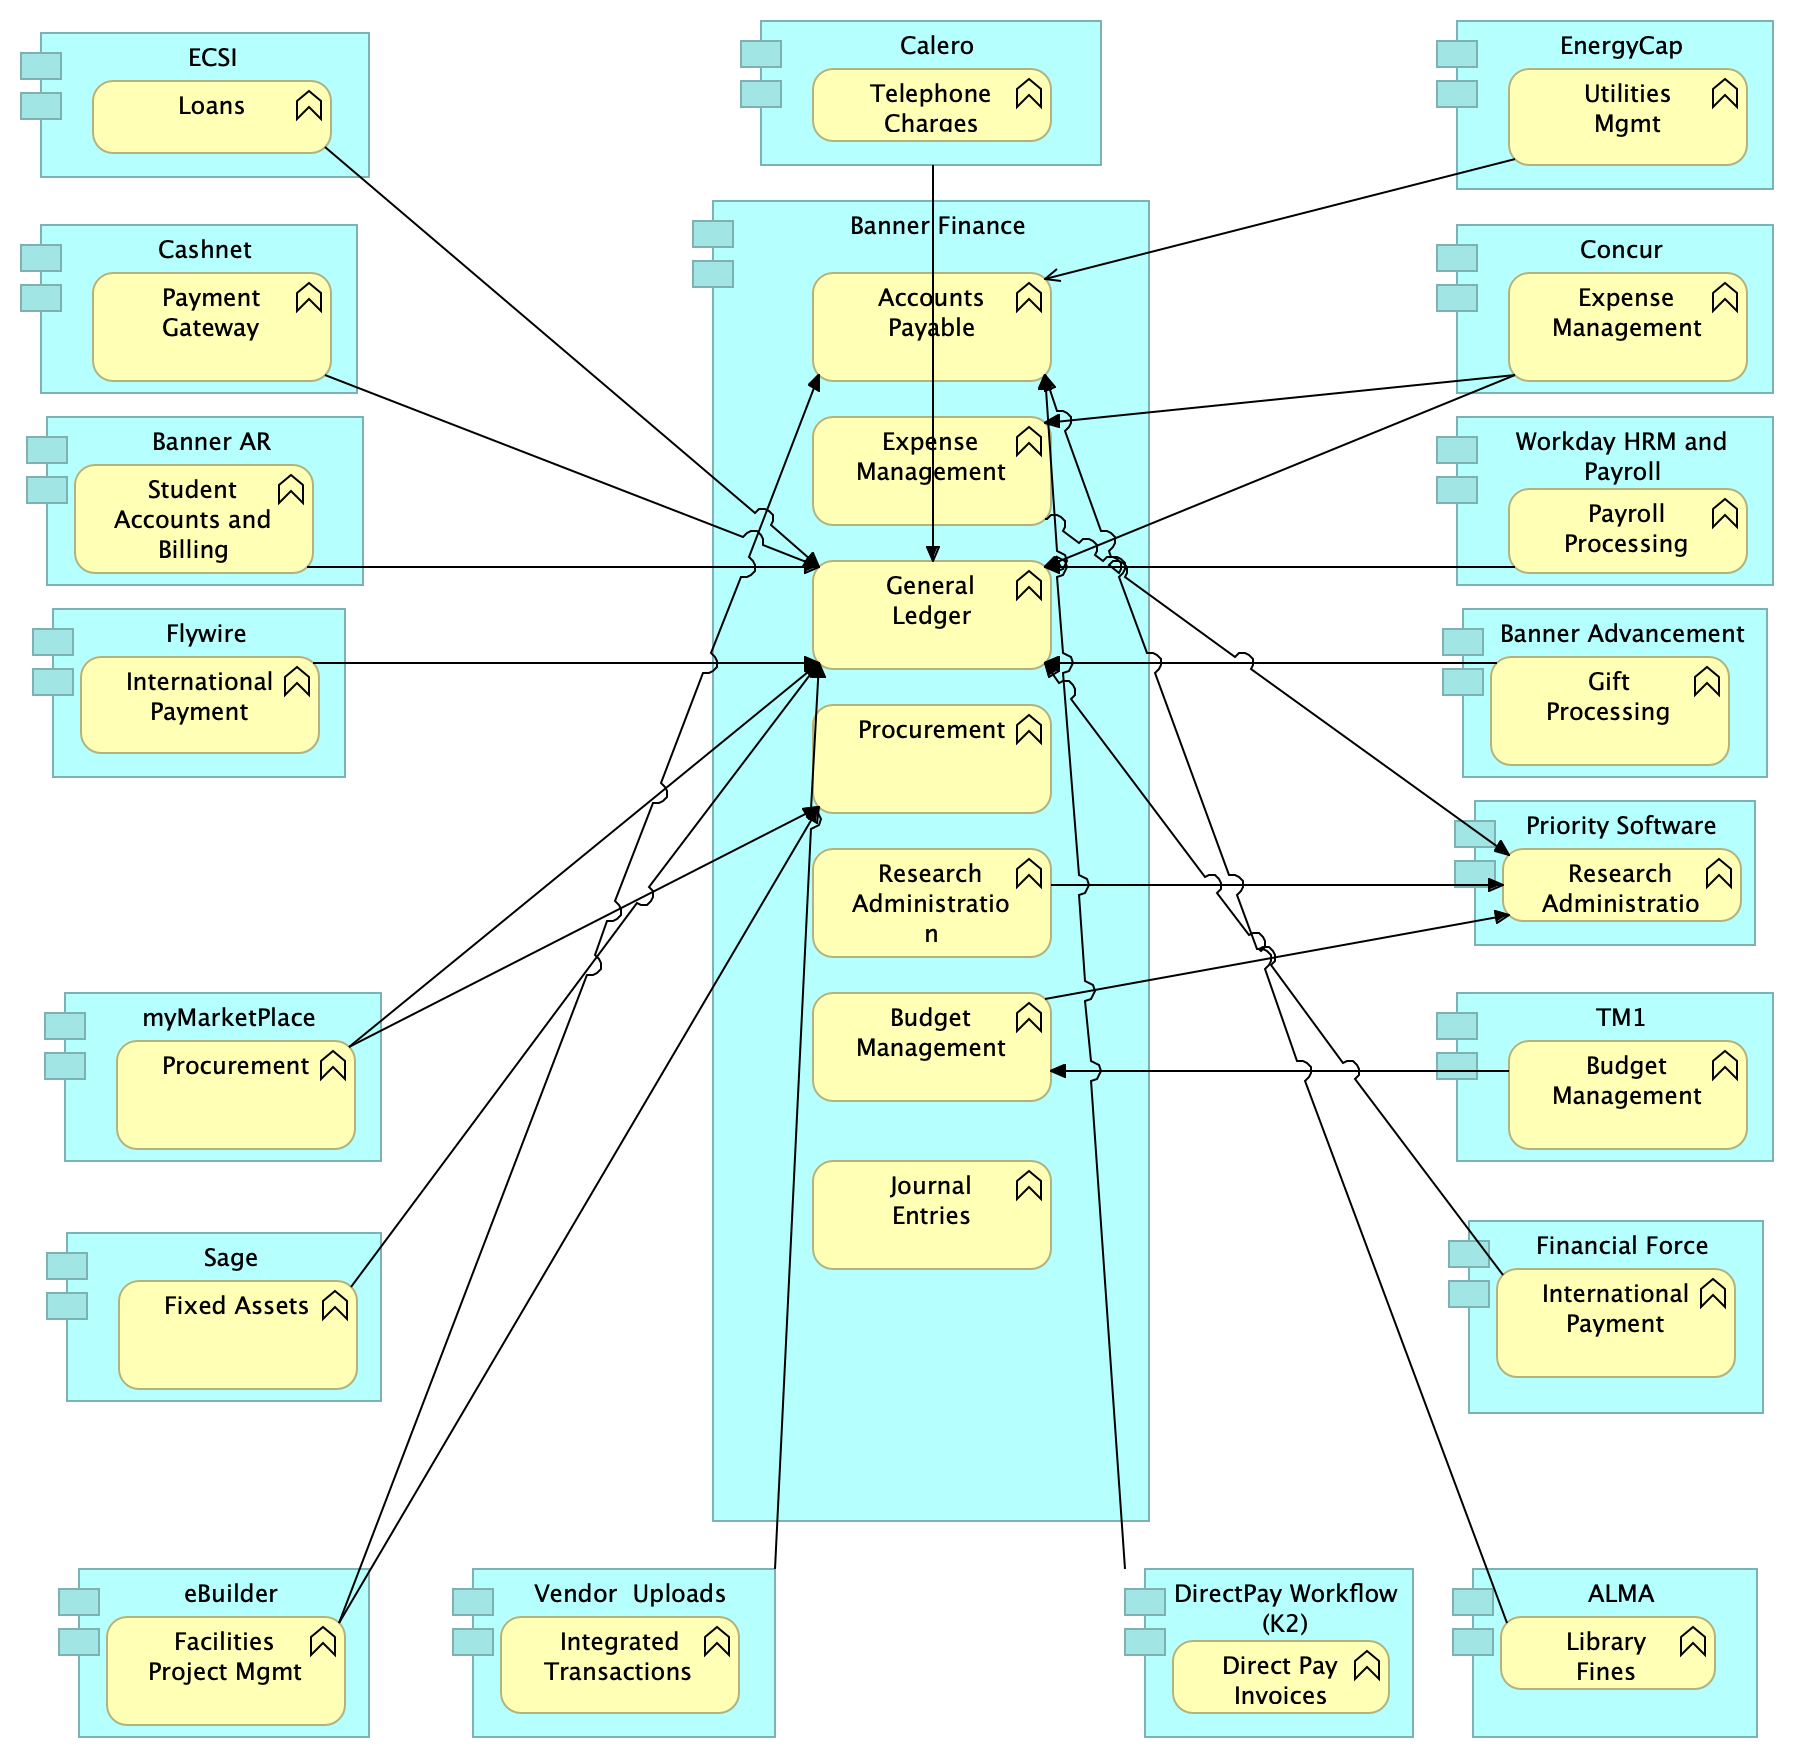 ECSI
Loans
Calero
Telephone
Charges
EnergyCap
Utilities
Mgmt
Cashnet
Payment
Gateway
Banner Finance
Accounts
Payable
Concur
Expense
Management
Banner AR
Student
Accounts and
Billing
Expense
Management
Workday HRM and
Payroll
Payroll
Processing
General
Ledger
Flywire
International
Payment
Banner Advancement
Gift
Processing
Procurement
Priority Software
Research
Administratio
Research
Administratio
n
myMarketPlace
Procurement
Budget
Management
TM1
Budget
Management
Journal
Entries
Sage
Fixed Assets
Financial Force
International
Payment
eBuilder
Facilities
Project Mgmt
Vendor  Uploads
Integrated
Transactions
DirectPay Workflow
(K2)
Direct Pay
Invoices
ALMA
Library
Fines